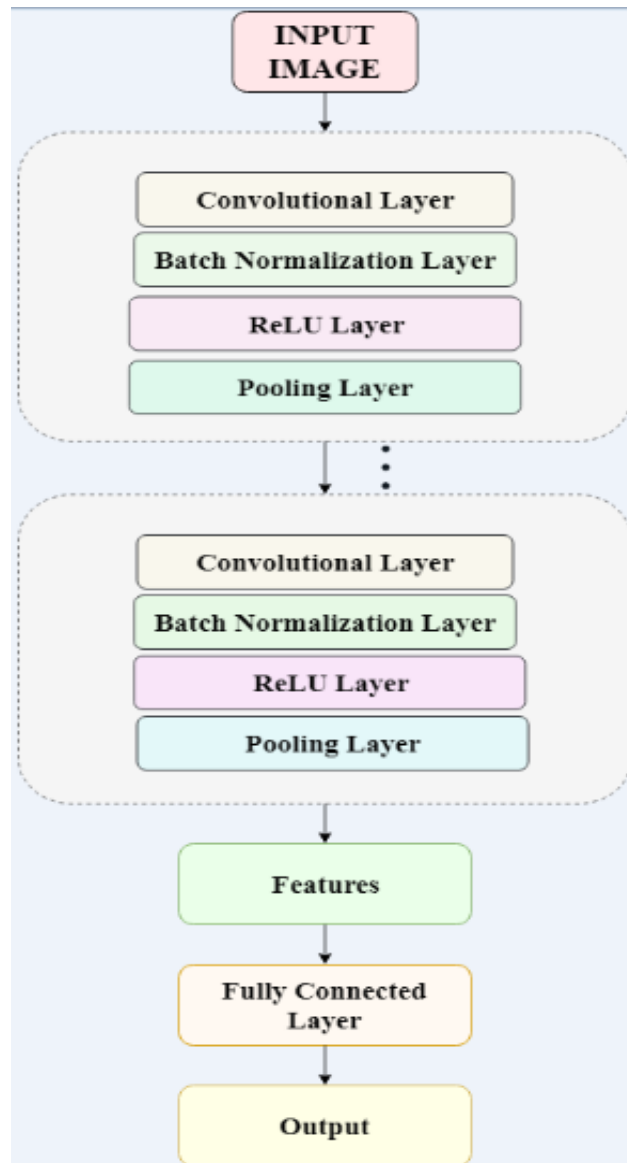 INPUT
IMAGE
Convolutional Layer
Batch Normalization Layer
ReLU Layer
Pooling Layer
Convolutional Layer
Batch Normalization Layer
ReLU Layer
Pooling Layer
Features
Fully Connected
Layer
Output